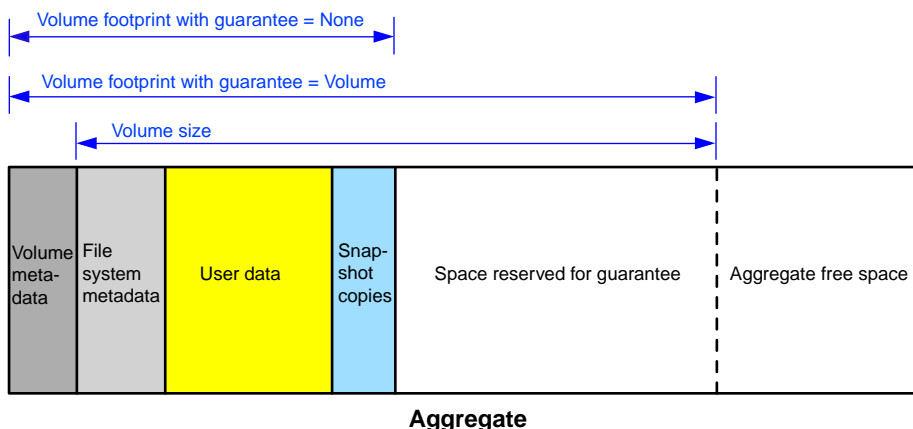 Volume footprint with guarantee = None
Volume footprint with guarantee = Volume
Volume size
Volume
meta-
data
File
system
metadata
User data
Snap-
shot
copies
Space reserved for guarantee
Aggregate free space
Aggregate